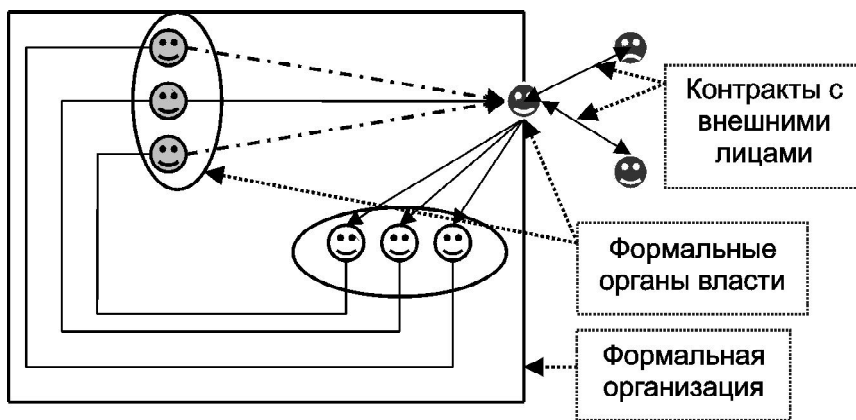 Контракты с
внешними
лицами
Формальные
органы власти
Формальная
организация